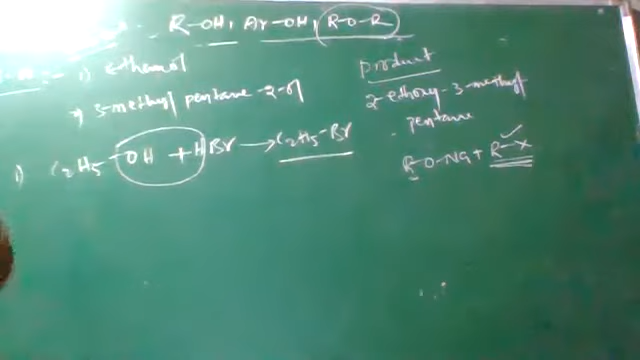 R-OH, Ar-OH, R-O-R
1) ethanol
→ 3-methyl pentane-2-ol
1) C₂H₅-OH + HBr → C₂H₅-Br
product
2-ethoxy-3-methyl
- pentane
R-O-Na + R-X